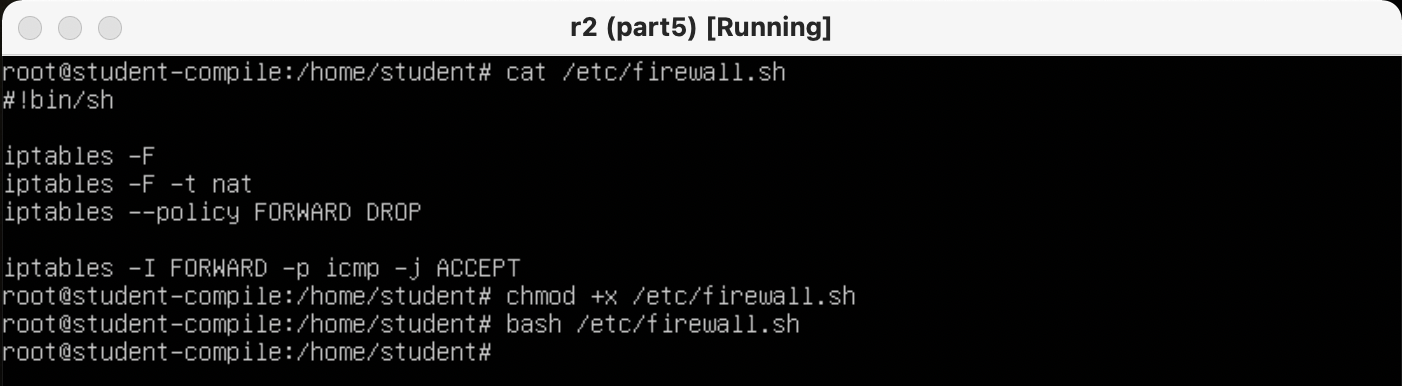 r2 (part5) [Running]
root@student-compile:/home/student# cat /etc/firewall.sh
#!bin/sh
iptables -F
iptables -F -t nat
iptables --policy FORWARD DROP
iptables -I FORWARD -p icmp -j ACCEPT
root@student-compile:/home/student# chmod +x /etc/firewall.sh
root@student-compile:/home/student# bash /etc/firewall.sh
root@student-compile:/home/student#